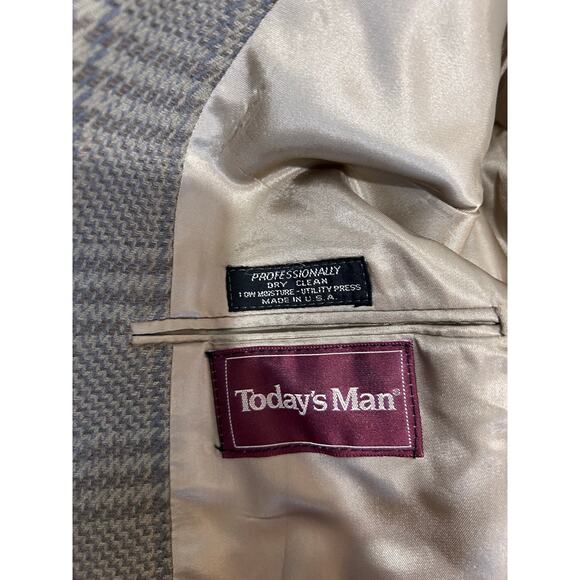 PROFESSIONALLY
DRY CLEAN
LOW MOISTURE - UTILITY PRESS
MADE IN U.S.A.
Today's Man®